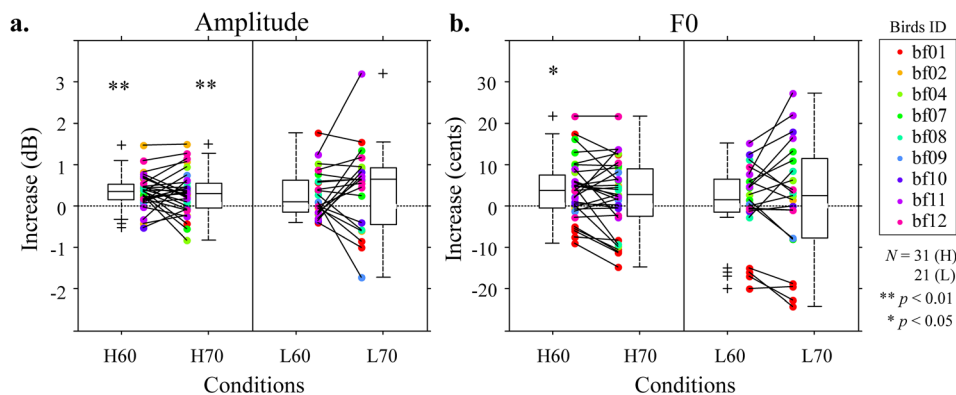 a.
Amplitude
Increase (dB)
3
2
1
0
-1
-2
**
**
H60
H70
L60
L70
Conditions
b.
F0
Increase (cents)
30
20
10
0
-10
-20
*
H60
H70
L60
L70
Conditions
Birds ID
bf01
bf02
bf04
bf07
bf08
bf09
bf10
bf11
bf12
N = 31 (H)
21 (L)
** p < 0.01
* p < 0.05